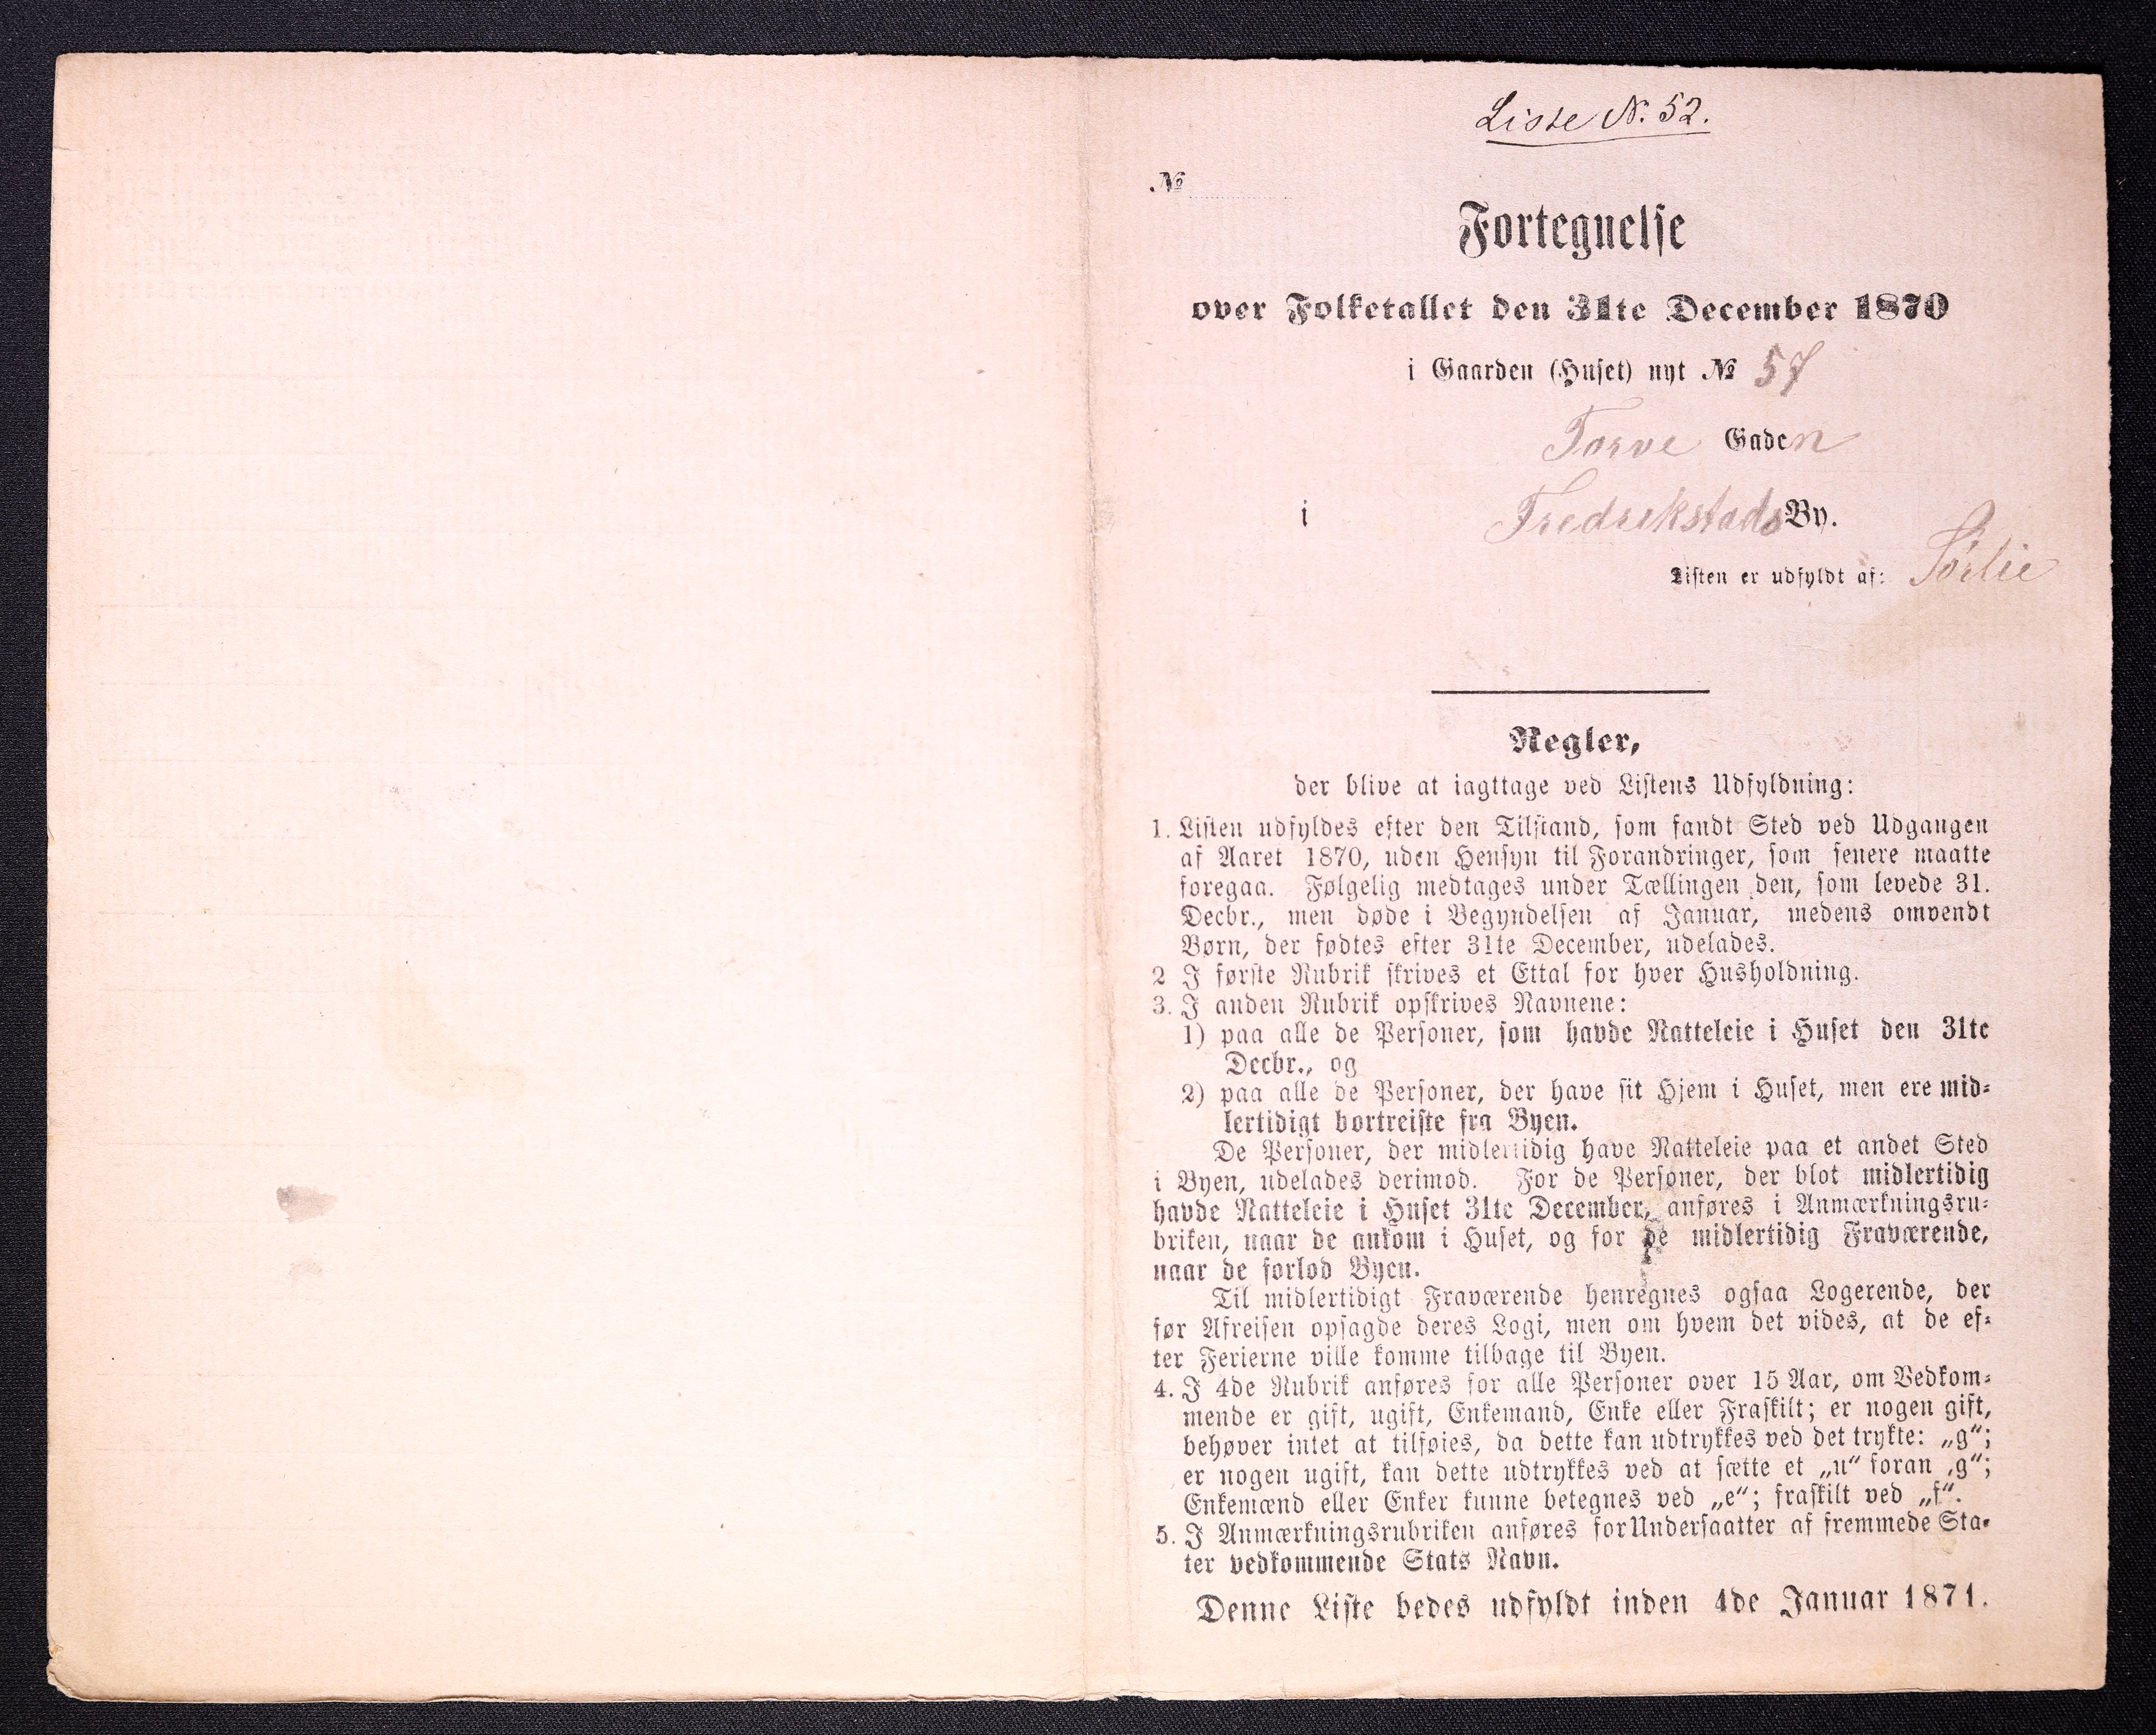 Liste N. 52.
№
Fortegnelse
over Folketallet den 31te December 1870
i Gaarden (Huset) nyt № 57
Torve Gaden
i Fredrekstads By.
Listen er udfyldt af: Sørlie
Regler,
der blive at iagttage ved Listens Udfyldning:
1. Listen udfyldes efter den Tilstand, som fandt Sted ved Udgangen
af Aaret 1870, uden Hensyn til Forandringer, som senere maatte
foregaa. Følgelig medtages under Tællingen den, som levede 31.
Decbr., men døde i Begyndelsen af Januar, medens omvendt
Børn, der fødtes efter 31te December, udelades.
2 I første Rubrik skrives et Ettal for hver Husholdning.
3. I anden Rubrik opskrives Navnene:
1) paa alle de Personer, som havde Natteleie i Huset den 31te
Decbr., og
2) paa alle de Personer, der have sit Hjem i Huset, men ere mid-
lertidigt bortreiste fra Byen.
De Personer, der midlertidig have Natteleie paa et andet Sted
i Byen, udelades derimod. For de Personer, der blot midlertidig
havde Natteleie i Huset 31te December, anføres i Anmærkningsru-
briken, naar de ankom i Huset, og for de midlertidig Fraværende,
naar de forlod Byen.
Til midlertidigt Fraværende henregnes ogsaa Logerende, der
før Afreisen opsagde deres Logi, men om hvem det vides, at de ef-
ter Ferierne ville komme tilbage til Byen.
4. I 4de Rubrik anføres for alle Personer over 15 Aar, om Vedkom-
mende er gift, ugift, Enkemand, Enke eller Fraskilt; er nogen gift,
behøver intet at tilføies, da dette kan udtrykkes ved det trykte: „g“;
er nogen ugift, kan dette udtrykkes ved at sætte et „u“ foran ‚g“;
Enkemænd eller Enker kunne betegnes ved „e“; fraskilt ved „f“.
5. I Anmærkningsrubriken anføres for Undersaatter af fremmede Sta-
ter vedkommende Stats Navn.
Denne Liste bedes udfyldt inden 4de Januar 1871.